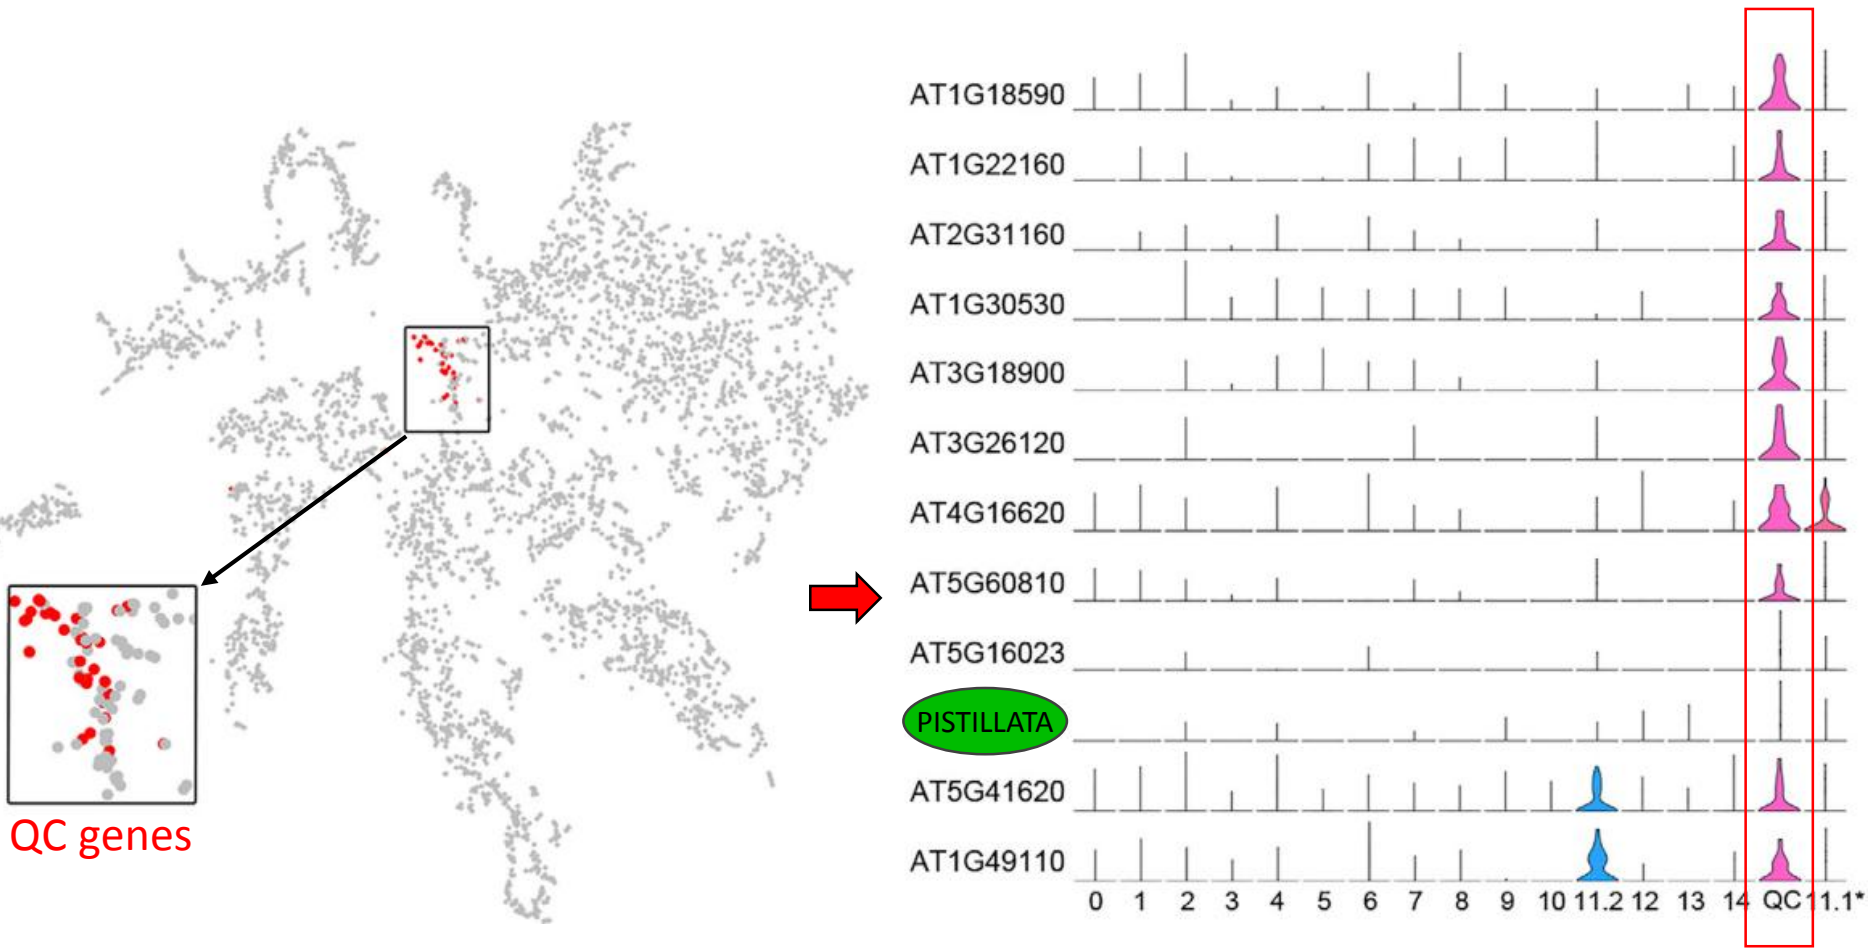 AT1G18590
AT1G22160
AT2G31160
AT1G30530
AT3G18900
AT3G26120
AT4G16620
AT5G60810
AT5G16023
PISTILLATA
AT5G41620
AT1G49110
0 1 2 3 4 5 6 7 8 9 10 11.2 12 13 14 QC 11.1*
QC genes